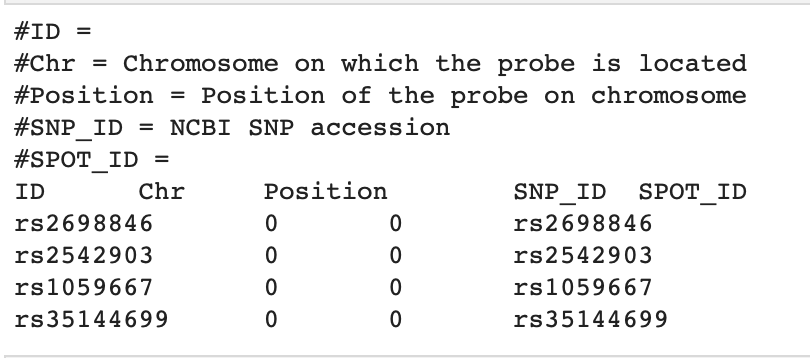 #ID =
#Chr = Chromosome on which the probe is located
#Position = Position of the probe on chromosome
#SNP_ID = NCBI SNP accession
#SPOT_ID =
ID Chr Position SNP_ID SPOT_ID
rs2698846 0 0 rs2698846
rs2542903 0 0 rs2542903
rs1059667 0 0 rs1059667
rs35144699 0 0 rs35144699